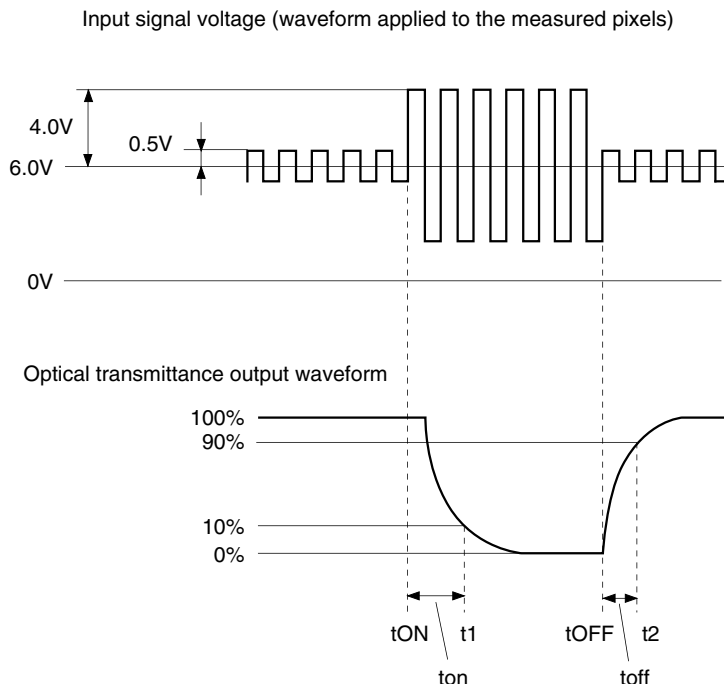 Input signal voltage (waveform applied to the measured pixels)
4.0V
0.5V
6.0V
0V
Optical transmittance output waveform
100%
90%
10%
0%
tON t1 tOFF t2
ton toff